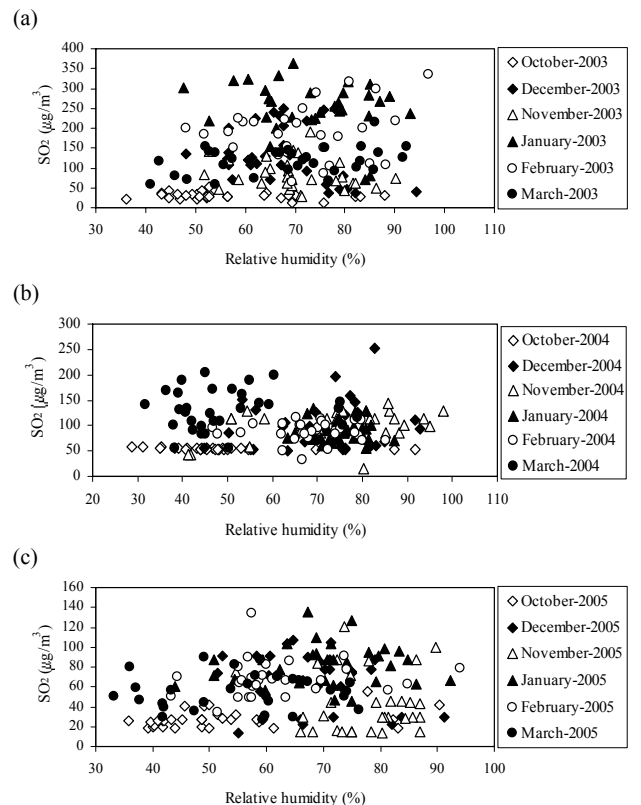 (a)
SO2 (µg/m³)
400
350
300
250
200
150
100
50
0
30 40 50 60 70 80 90 100 110
Relative humidity (%)
October-2003
December-2003
November-2003
January-2003
February-2003
March-2003
(b)
SO2 (µg/m³)
300
250
200
150
100
50
0
20 30 40 50 60 70 80 90 100 110
Relative humidity (%)
October-2004
December-2004
November-2004
January-2004
February-2004
March-2004
(c)
SO2 (µg/m³)
160
140
120
100
80
60
40
20
0
30 40 50 60 70 80 90 100
Relative humidity (%)
October-2005
December-2005
November-2005
January-2005
February-2005
March-2005